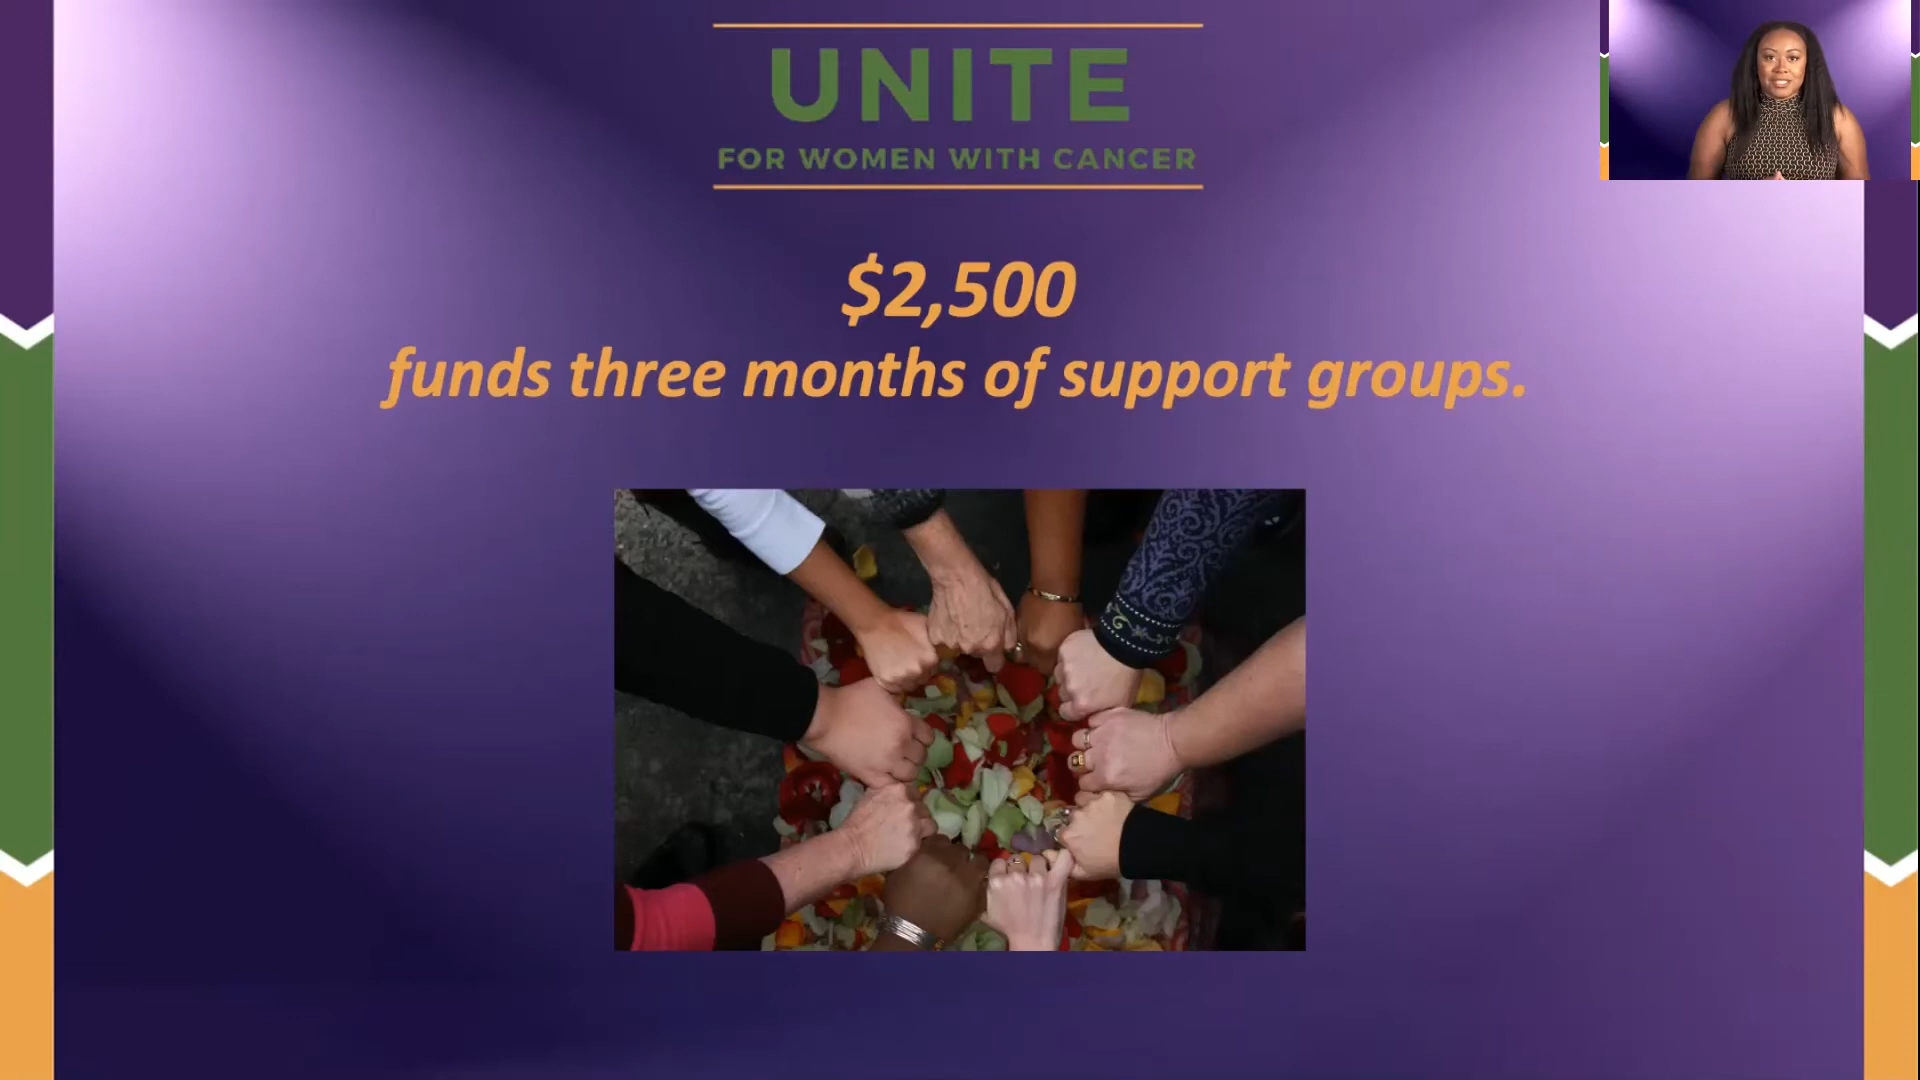 UNITE
FOR WOMEN WITH CANCER
$2,500
funds three months of support groups.